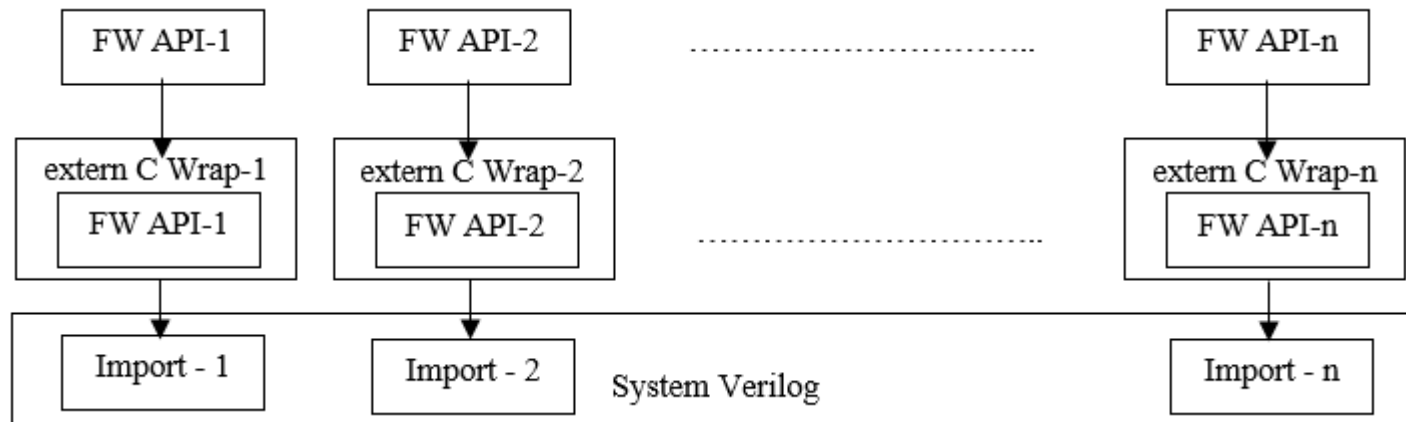 FW API-1 FW API-2 ………………………….. FW API-n
extern C Wrap-1 extern C Wrap-2 extern C Wrap-n
FW API-1 FW API-2 ………………………….. FW API-n
Import - 1 Import - 2 Import - n
System Verilog